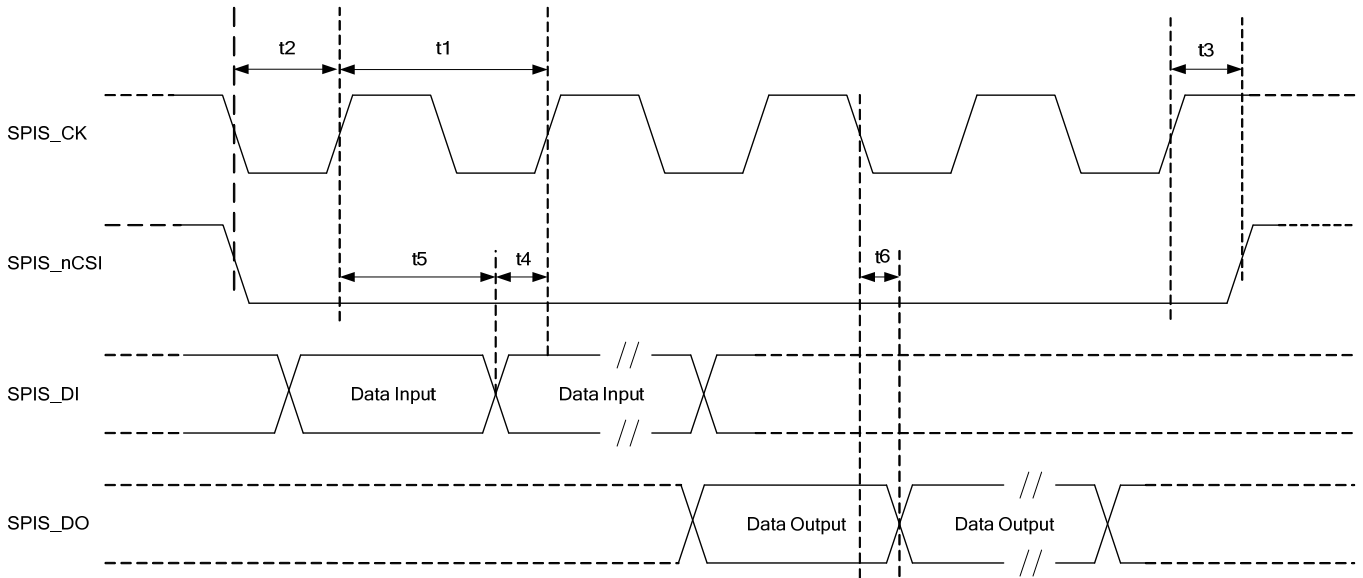 t2
t1
t3
SPIS_CK
SPIS_nCSI
t5
t4
t6
SPIS_DI
Data Input
Data Input
SPIS_DO
Data Output
Data Output